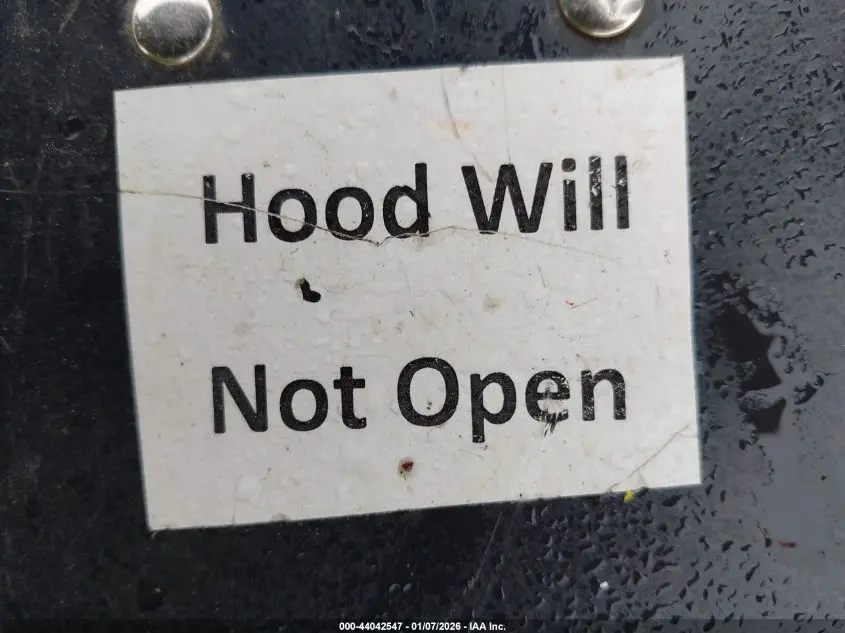 Hood Will
Not Open
000-44042547 - 01/07/2026 - IAA Inc.